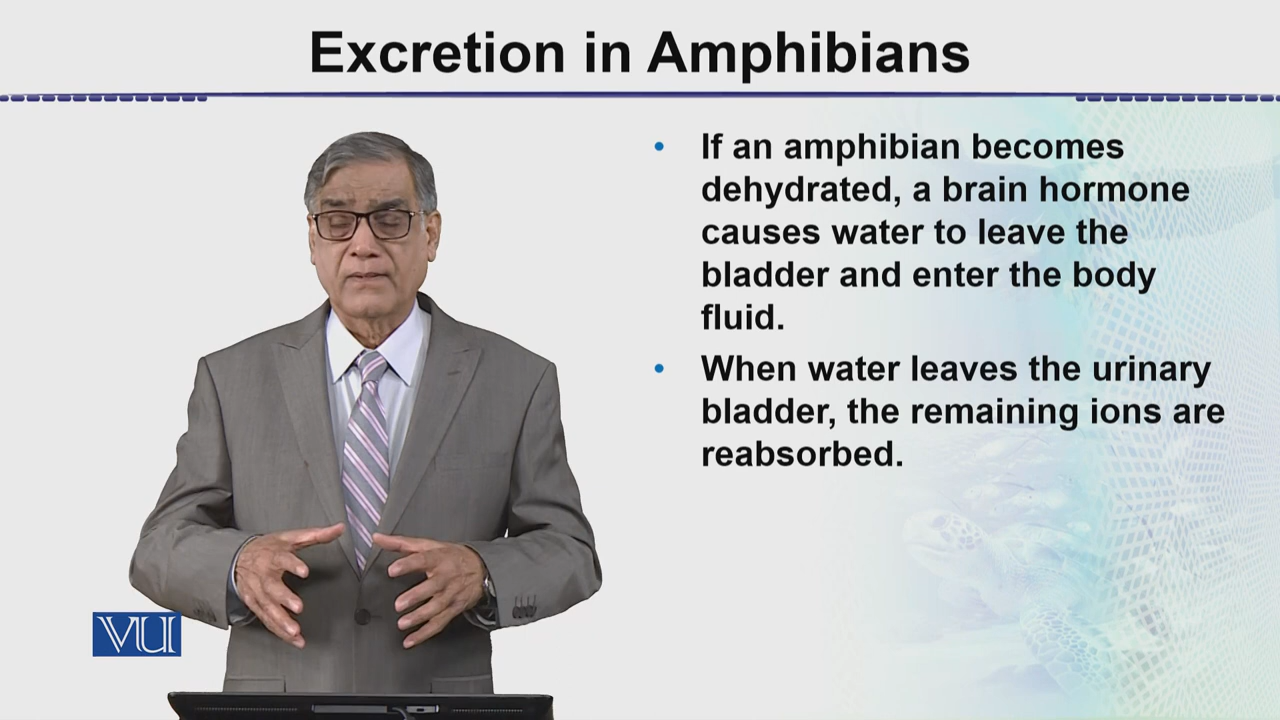 Excretion in Amphibians
• If an amphibian becomes
dehydrated, a brain hormone
causes water to leave the
bladder and enter the body
fluid.
• When water leaves the urinary
bladder, the remaining ions are
reabsorbed.
VU